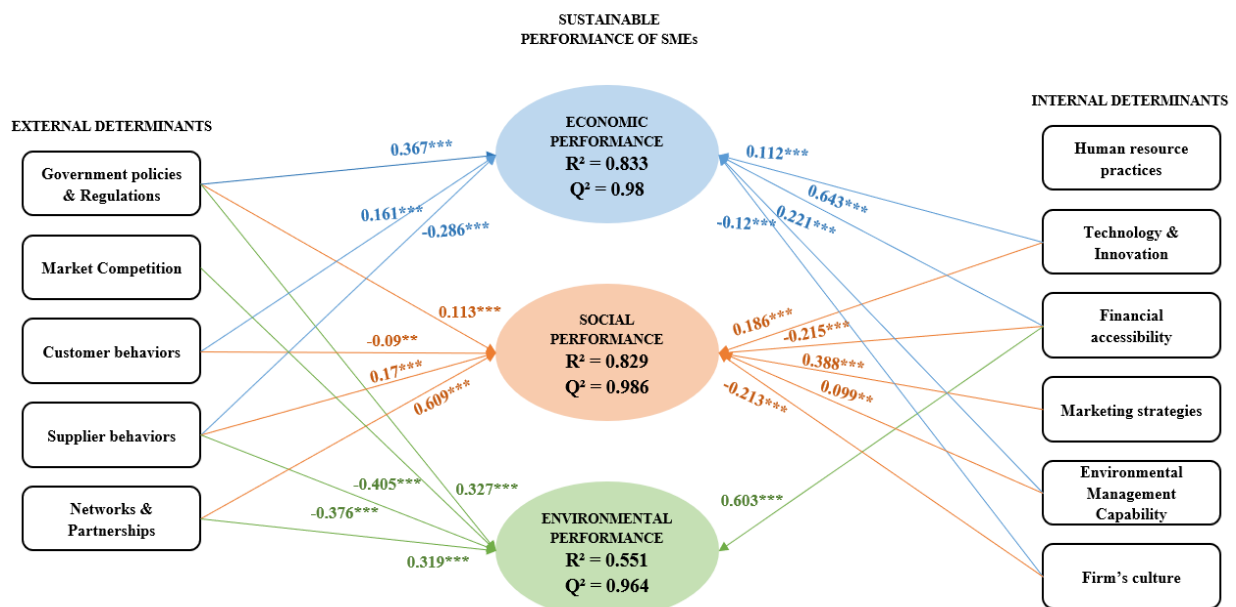 SUSTAINABLE
PERFORMANCE OF SMEs
EXTERNAL DETERMINANTS
Government policies
& Regulations
Market Competition
Customer behaviors
Supplier behaviors
Networks &
Partnerships
0.367***
0.161***
-0.286***
0.113***
-0.09**
0.17***
0.609***
-0.405***
0.327***
-0.376***
0.319***
ECONOMIC
PERFORMANCE
R² = 0.833
Q² = 0.98
SOCIAL
PERFORMANCE
R² = 0.829
Q² = 0.986
ENVIRONMENTAL
PERFORMANCE
R² = 0.551
Q² = 0.964
0.112***
0.643***
0.221***
-0.12***
0.186***
-0.215***
0.388***
0.099**
-0.213***
0.603***
INTERNAL DETERMINANTS
Human resource
practices
Technology &
Innovation
Financial
accessibility
Marketing strategies
Environmental
Management
Capability
Firm's culture